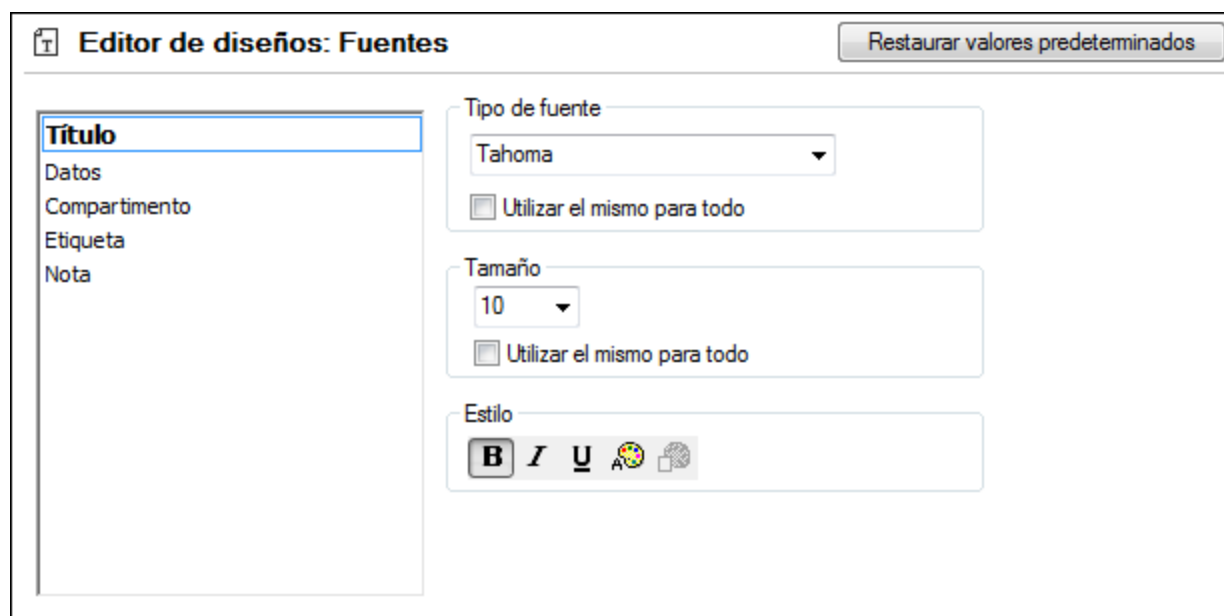 Editor de diseños: Fuentes
Restaurar valores predeterminados
Título
Datos
Compartimento
Etiqueta
Nota
Tipo de fuente
Tahoma
Utilizar el mismo para todo
Tamaño
10
Utilizar el mismo para todo
Estilo
B I U A